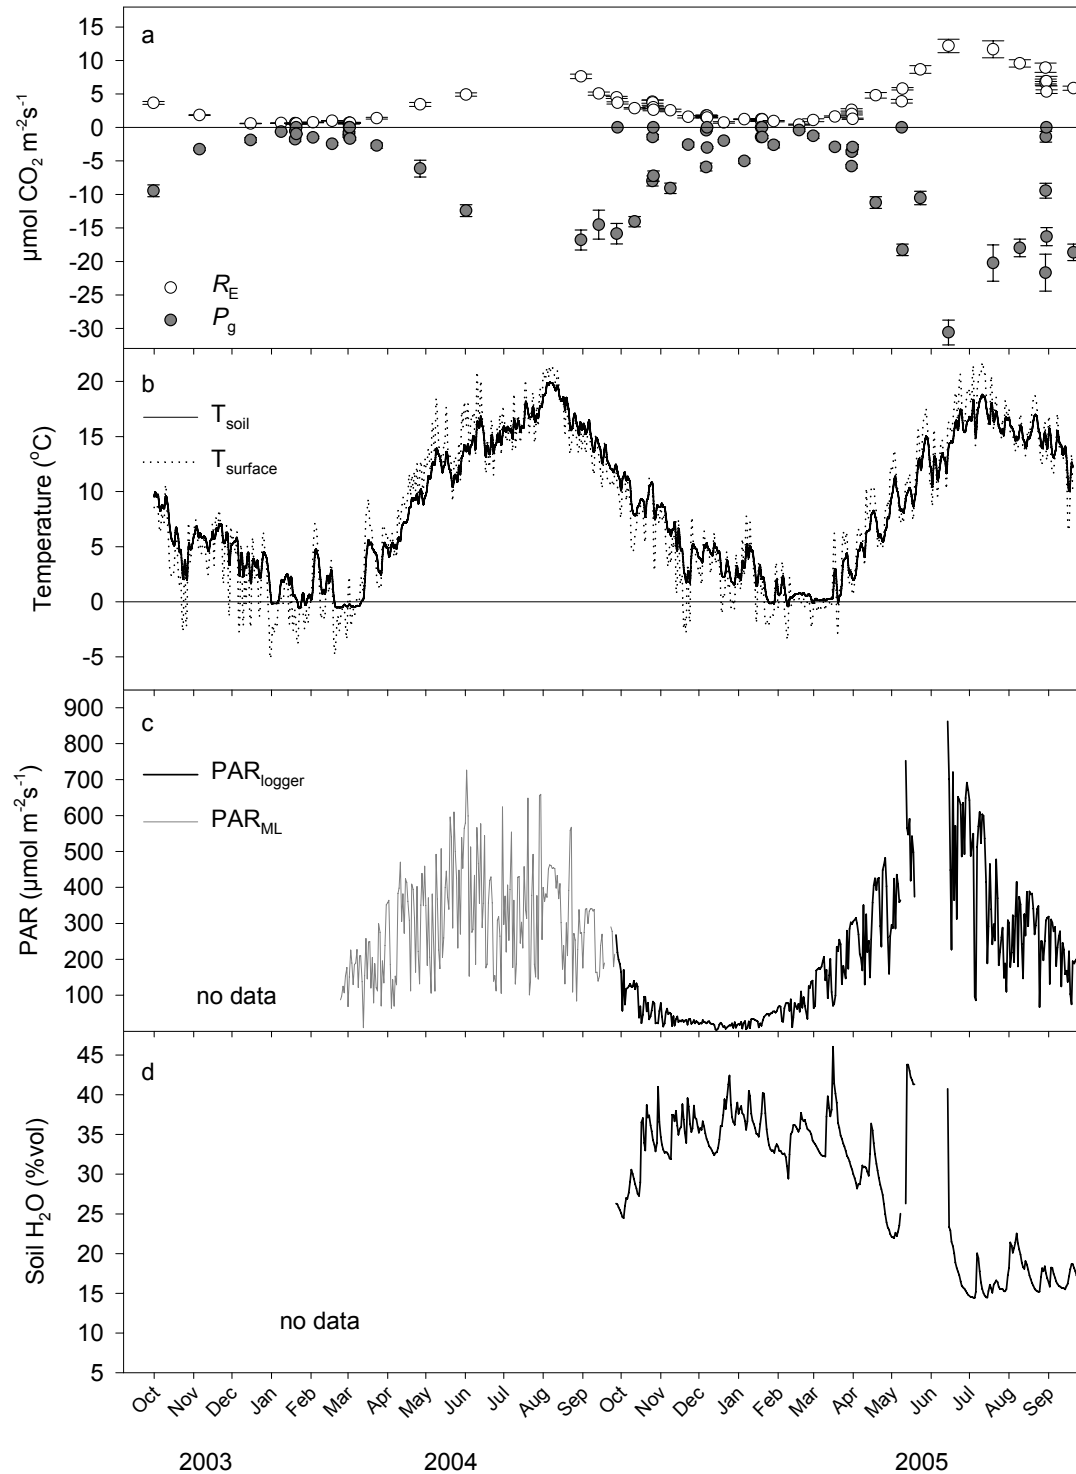 a
15
10
5
0
-5
-10
-15
-20
-25
-30
µmol CO2 m-2s-1
RE
Pg
b
20
15
10
5
0
-5
Temperature (oC)
Tsoil
Tsurface
c
900
800
700
600
500
400
300
200
100
PAR (µmol m-2s-1)
PARlogger
PARML
no data
d
45
40
35
30
25
20
15
10
5
Soil H2O (%vol)
no data
Oct Nov Dec Jan Feb Mar Apr May Jun Jul Aug Sep Oct Nov Dec Jan Feb Mar Apr May Jun Jul Aug Sep
2003 2004 2005